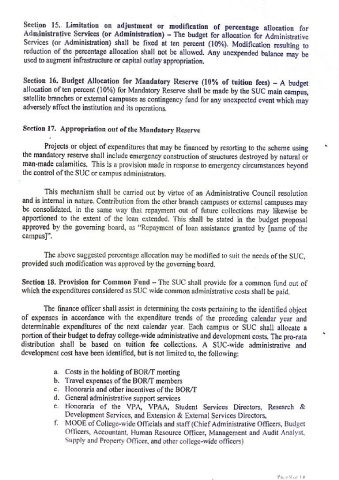 Section 15. Limitation on adjustment or modification of percentage allocation for
Administrative Services (or Administration) – The budget for allocation for Administrative
Services (or Administration) shall be fixed at ten percent (10%). Modification resulting to
reduction of the percentage allocation shall not be allowed. Any unexpended balance may be
used to augment infrastructure or capital outlay appropriation.
Section 16. Budget Allocation for Mandatory Reserve (10% of tuition fees) – A budget
allocation of ten percent (10%) for Mandatory Reserve shall be made by the SUC main campus,
satellite branches or external campuses as contingency fund for any unexpected event which may
adversely affect the institution and its operations.
Section 17. Appropriation out of the Mandatory Reserve
Projects or object of expenditures that may be financed by resorting to the scheme using
the mandatory reserve shall include emergency construction of structures destroyed by natural or
man-made calamities. This is a provision made in response to emergency circumstances beyond
the control of the SUC or campus administrators.
This mechanism shall be carried out by virtue of an Administrative Council resolution
and is internal in nature. Contribution from the other branch campuses or external campuses may
be consolidated, in the same way that repayment out of future collections may likewise be
apportioned to the extent of the loan extended. This shall be stated in the budget proposal
approved by the governing board, as "Repayment of loan assistance granted by [name of the
campus]".
The above suggested percentage allocation may be modified to suit the needs of the SUC,
provided such modification was approved by the governing board.
Section 18. Provision for Common Fund – The SUC shall provide for a common fund out of
which the expenditures considered as SUC wide common administrative costs shall be paid.
The finance officer shall assist in determining the costs pertaining to the identified object
of expenses in accordance with the expenditure trends of the preceding calendar year and
determinable expenditures of the next calendar year. Each campus or SUC shall allocate a
portion of their budget to defray college-wide administrative and development costs. The pro-rata
distribution shall be based on tuition fee collections. A SUC-wide administrative and
development cost have been identified, but is not limited to, the following:
a. Costs in the holding of BOR/T meeting
b. Travel expenses of the BOR/T members
c. Honoraria and other incentives of the BOR/T
d. General administrative support services
e. Honoraria of the VPA, VPAA, Student Services Directors, Research &
Development Services, and Extension & External Services Directors,
f. MOOE of College-wide Officials and staff (Chief Administrative Officers, Budget
Officers, Accountant, Human Resource Officer, Management and Audit Analyst,
Supply and Property Officer, and other college-wide officers)